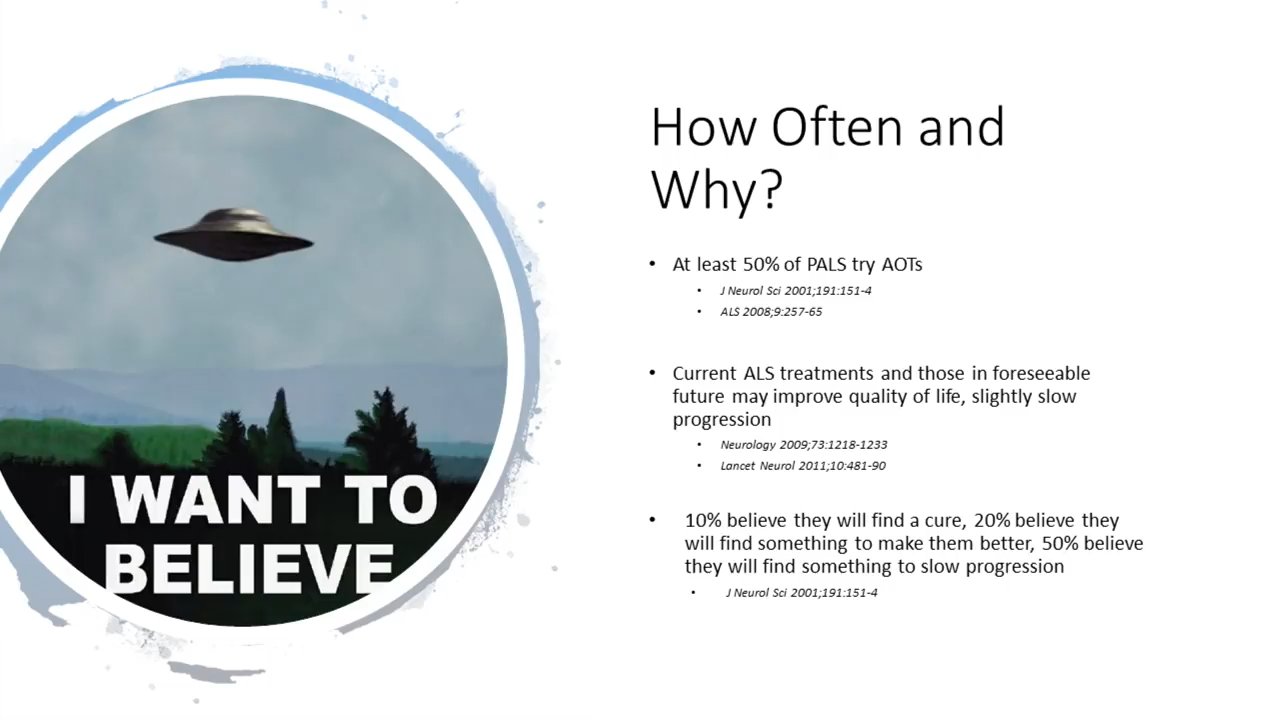 How Often and
Why?
• At least 50% of PALS try AOTs
• J Neurol Sci 2001;191:151-4
• ALS 2008;9:257-65
• Current ALS treatments and those in foreseeable
future may improve quality of life, slightly slow
progression
• Neurology 2009;73:1218-1233
• Lancet Neurol 2011;10:481-90
• 10% believe they will find a cure, 20% believe they
will find something to make them better, 50% believe
they will find something to slow progression
• J Neurol Sci 2001;191:151-4
I WANT TO
BELIEVE